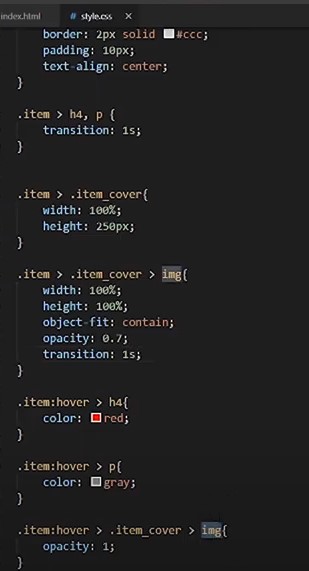 index.html
# style.css ×
border: 2px solid #ccc;
padding: 10px;
text-align: center;
}
.item > h4, p {
transition: 1s;
}
.item > .item_cover{
width: 100%;
height: 250px;
}
.item > .item_cover > img{
width: 100%;
height: 100%;
object-fit: contain;
opacity: 0.7;
transition: 1s;
}
.item:hover > h4{
color: red;
}
.item:hover > p{
color: gray;
}
.item:hover > .item_cover > img{
opacity: 1;
}